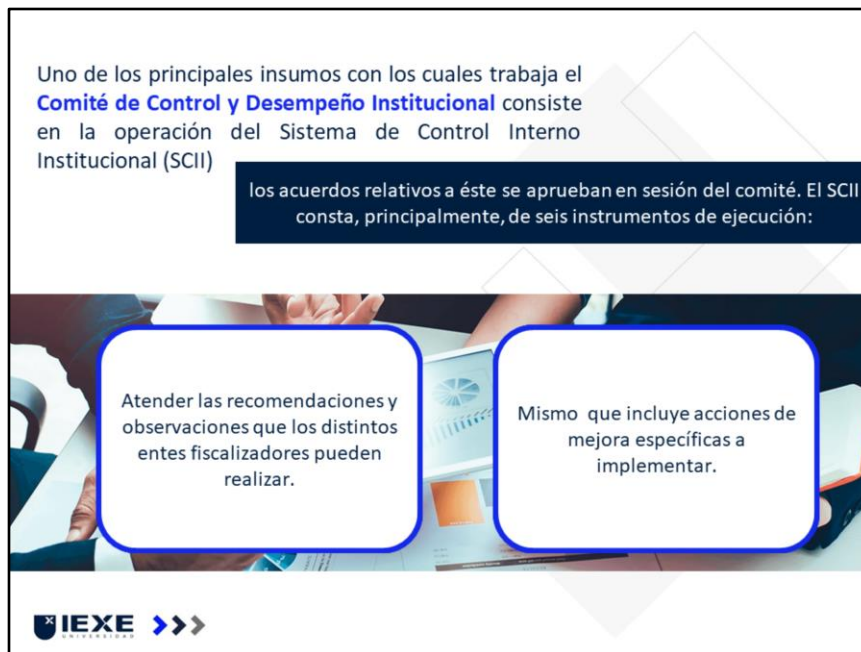 Uno de los principales insumos con los cuales trabaja el
Comité de Control y Desempeño Institucional consiste
en la operación del Sistema de Control Interno
Institucional (SCII)
los acuerdos relativos a éste se aprueban en sesión del comité. El SCII
consta, principalmente, de seis instrumentos de ejecución:
Atender las recomendaciones y
observaciones que los distintos
entes fiscalizadores pueden
realizar.
Mismo que incluye acciones de
mejora específicas a
implementar.
IEXE
UNIVERSIDAD